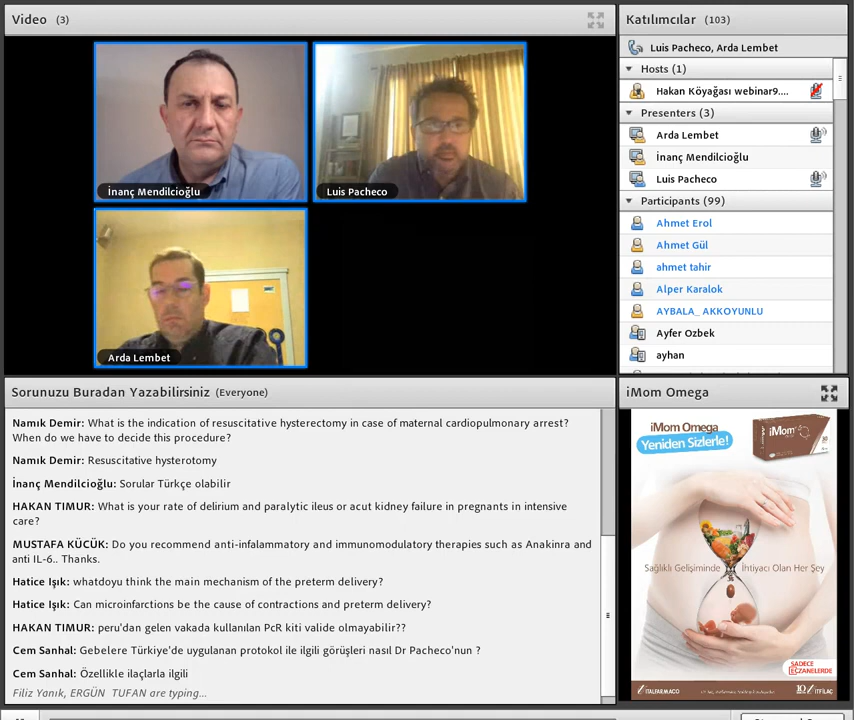 Video (3)
İnanç Mendilcioğlu
Luis Pacheco
Arda Lembet
Katılımcılar (103)
Luis Pacheco, Arda Lembet
Hosts (1)
Hakan Köyağası webinar9....
Presenters (3)
Arda Lembet
İnanç Mendilcioğlu
Luis Pacheco
Participants (99)
Ahmet Erol
Ahmet Gül
ahmet tahir
Alper Karalok
AYBALA_ AKKOYUNLU
Ayfer Ozbek
ayhan
Sorunuzu Buradan Yazabilirsiniz (Everyone)
Namık Demir: What is the indication of resuscitative hysterectomy in case of maternal cardiopulmonary arrest?
When do we have to decide this procedure?
Namık Demir: Resuscitative hysterotomy
İnanç Mendilcioğlu: Sorular Türkçe olabilir
HAKAN TIMUR: What is your rate of delirium and paralytic ileus or acut kidney failure in pregnants in intensive
care?
MUSTAFA KÜCÜK: Do you recommend anti-infalammatory and immunomodulatory therapies such as Anakinra and
anti IL-6.. Thanks.
Hatice Işık: whatdoyu think the main mechanism of the preterm delivery?
Hatice Işık: Can microinfarctions be the cause of contractions and preterm delivery?
HAKAN TIMUR: peru'dan gelen vakada kullanılan PcR kiti valide olmayabilir??
Cem Sanhal: Gebelere Türkiye'de uygulanan protokol ile ilgili görüşleri nasıl Dr Pacheco'nun ?
Cem Sanhal: Özellikle ilaçlarla ilgili
Filiz Yanık, ERGÜN TUFAN are typing...
iMom Omega
iMom Omega
Yeniden Sizlerle!
iMom
Sağlıklı Gelişiminde İhtiyacı Olan Her Şey
SADECE
ECZANELERDE
ITALFARMACO